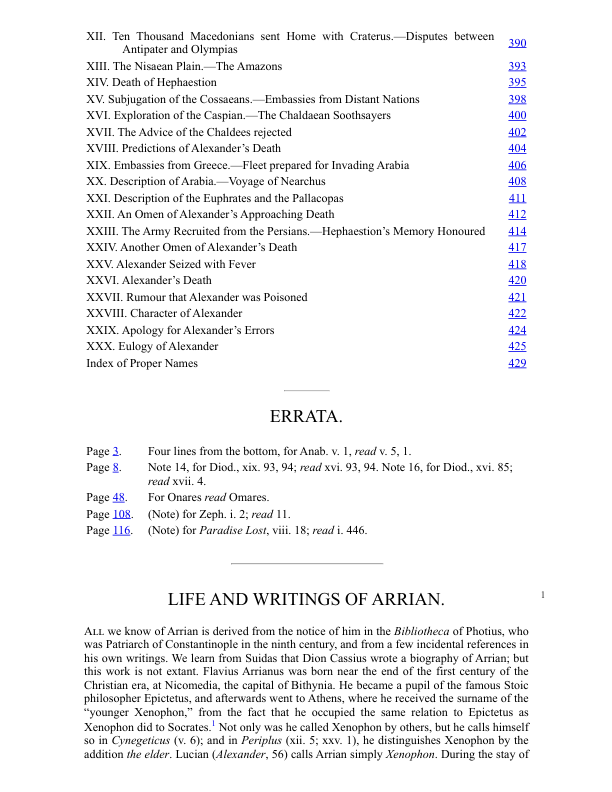 XII. Ten Thousand Macedonians sent Home with Craterus.—Disputes between
Antipater and Olympias 390
XIII. The Nisaean Plain.—The Amazons 393
XIV. Death of Hephaestion 395
XV. Subjugation of the Cossaeans.—Embassies from Distant Nations 398
XVI. Exploration of the Caspian.—The Chaldaean Soothsayers 400
XVII. The Advice of the Chaldees rejected 402
XVIII. Predictions of Alexander’s Death 404
XIX. Embassies from Greece.—Fleet prepared for Invading Arabia 406
XX. Description of Arabia.—Voyage of Nearchus 408
XXI. Description of the Euphrates and the Pallacopas 411
XXII. An Omen of Alexander’s Approaching Death 412
XXIII. The Army Recruited from the Persians.—Hephaestion’s Memory Honoured 414
XXIV. Another Omen of Alexander’s Death 417
XXV. Alexander Seized with Fever 418
XXVI. Alexander’s Death 420
XXVII. Rumour that Alexander was Poisoned 421
XXVIII. Character of Alexander 422
XXIX. Apology for Alexander’s Errors 424
XXX. Eulogy of Alexander 425
Index of Proper Names 429
ERRATA.
Page 3. Four lines from the bottom, for Anab. v. 1, read v. 5, 1.
Page 8. Note 14, for Diod., xix. 93, 94; read xvi. 93, 94. Note 16, for Diod., xvi. 85;
read xvii. 4.
Page 48. For Onares read Omares.
Page 108. (Note) for Zeph. i. 2; read 11.
Page 116. (Note) for Paradise Lost, viii. 18; read i. 446.
LIFE AND WRITINGS OF ARRIAN. 1
ALL we know of Arrian is derived from the notice of him in the Bibliotheca of Photius, who
was Patriarch of Constantinople in the ninth century, and from a few incidental references in
his own writings. We learn from Suidas that Dion Cassius wrote a biography of Arrian; but
this work is not extant. Flavius Arrianus was born near the end of the first century of the
Christian era, at Nicomedia, the capital of Bithynia. He became a pupil of the famous Stoic
philosopher Epictetus, and afterwards went to Athens, where he received the surname of the
“younger Xenophon,” from the fact that he occupied the same relation to Epictetus as
Xenophon did to Socrates.1 Not only was he called Xenophon by others, but he calls himself
so in Cynegeticus (v. 6); and in Periplus (xii. 5; xxv. 1), he distinguishes Xenophon by the
addition the elder. Lucian (Alexander, 56) calls Arrian simply Xenophon. During the stay of